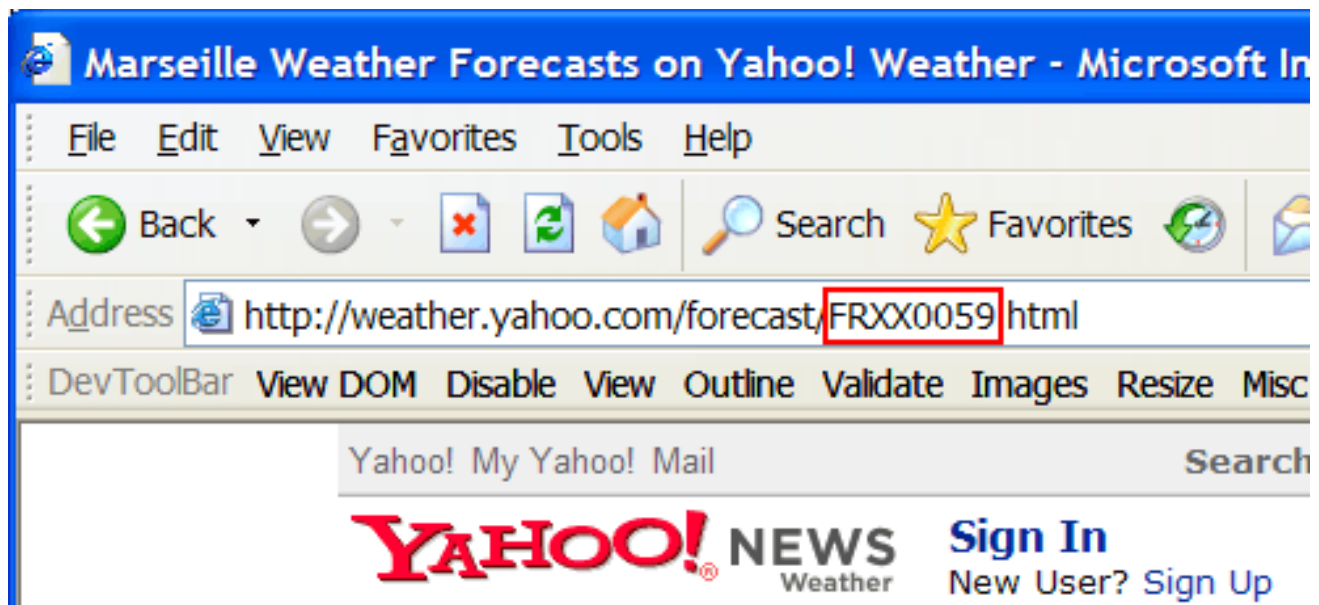 Marseille Weather Forecasts on Yahoo! Weather - Microsoft In
File Edit View Favorites Tools Help
Back Search Favorites
Address http://weather.yahoo.com/forecast/FRXX0059.html
DevToolBar View DOM Disable View Outline Validate Images Resize Misc
Yahoo! My Yahoo! Mail Search
YAHOO! NEWS Sign In
Weather New User? Sign Up